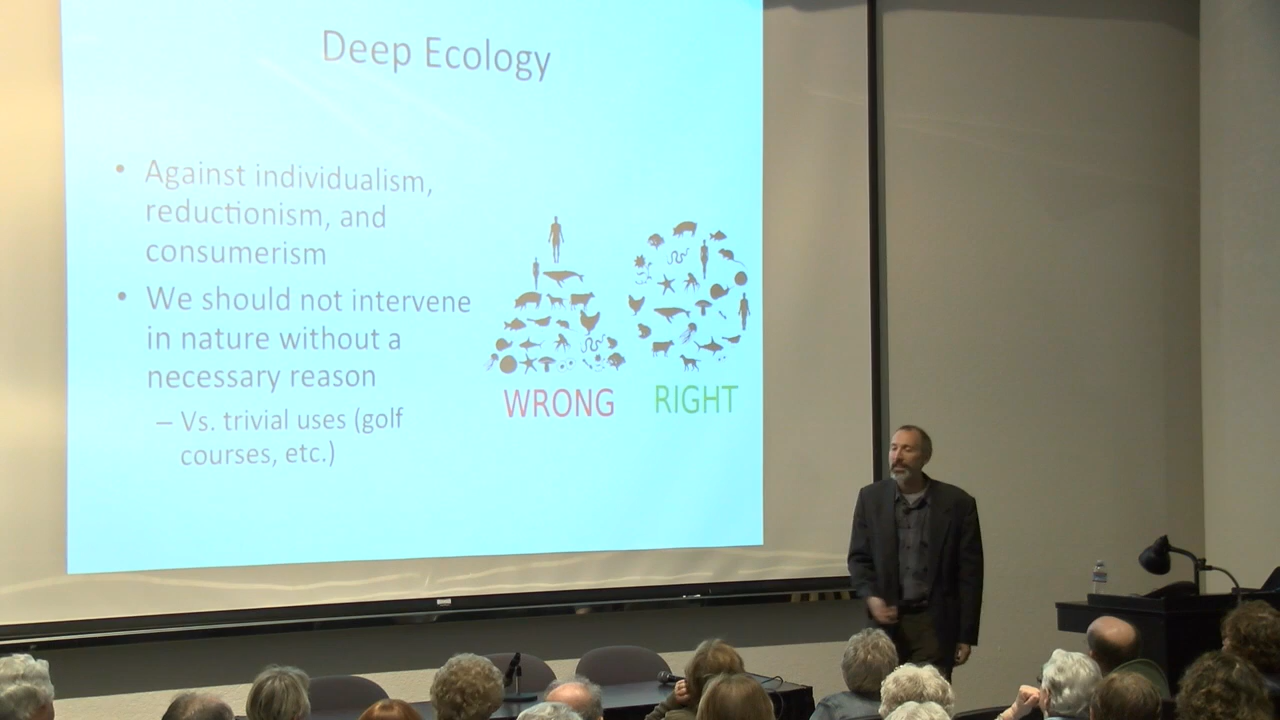 Deep Ecology
• Against individualism,
reductionism, and
consumerism
• We should not intervene
in nature without a
necessary reason
– Vs. trivial uses (golf
courses, etc.)
WRONG
RIGHT